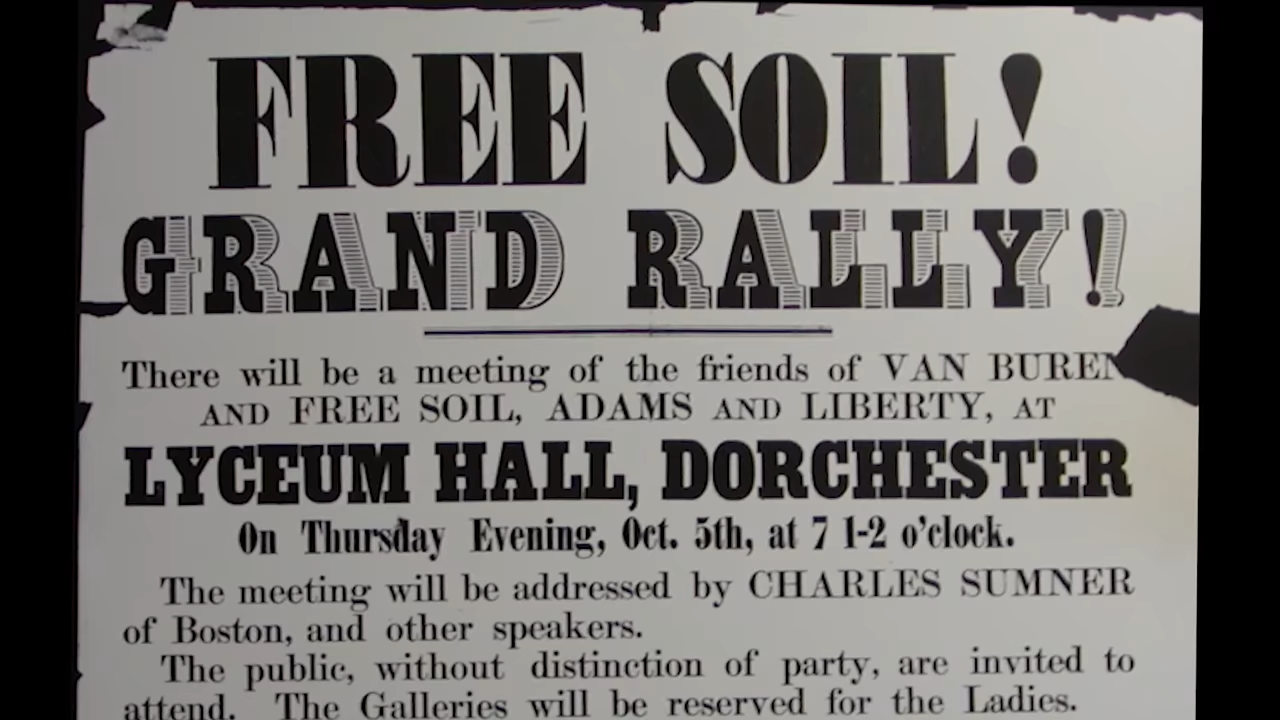 FREE SOIL!
GRAND RALLY!
There will be a meeting of the friends of VAN BUREN
AND FREE SOIL, ADAMS AND LIBERTY, AT
LYCEUM HALL, DORCHESTER
On Thursday Evening, Oct. 5th, at 7 1-2 o'clock.
The meeting will be addressed by CHARLES SUMNER
of Boston, and other speakers.
The public, without distinction of party, are invited to
attend. The Galleries will be reserved for the Ladies.